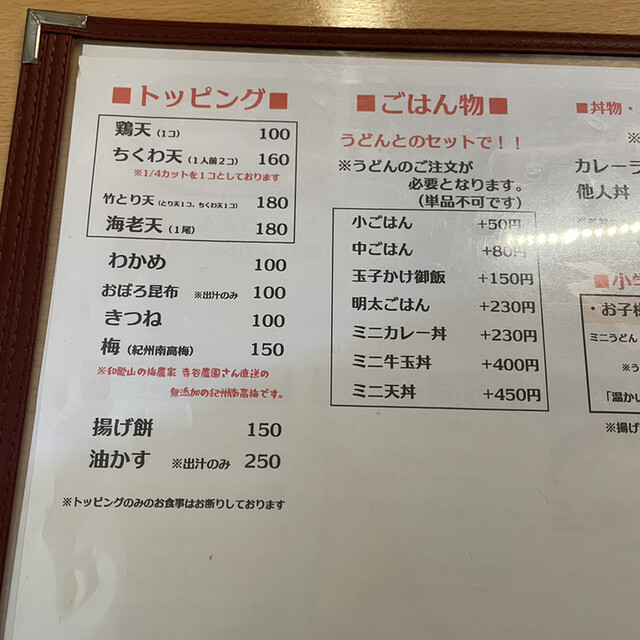 ■トッピング■
鶏天（1コ） 100
ちくわ天（1人前2コ） 160
※1/4カットを1コとしております
竹とり天（とり天1コ、ちくわ天1コ） 180
海老天（1尾） 180
わかめ 100
おぼろ昆布 ※出汁のみ 100
きつね 100
梅（紀州南高梅） 150
※和歌山の梅農家 寺谷農園さん直送の
無添加の紀州南高梅です。
揚げ餅 150
油かす ※出汁のみ 250
※トッピングのみのお食事はお断りしております
■ごはん物■
うどんとのセットで！！
※うどんのご注文が
必要となります。
（単品不可です）
小ごはん +50円
中ごはん +80円
玉子かけ御飯 +150円
明太ごはん +230円
ミニカレー丼 +230円
ミニ牛玉丼 +400円
ミニ天丼 +450円
■丼物・
カレーラ
他人丼
■小学
・お子様
ミニうどん
※う
「温かい
※揚げ